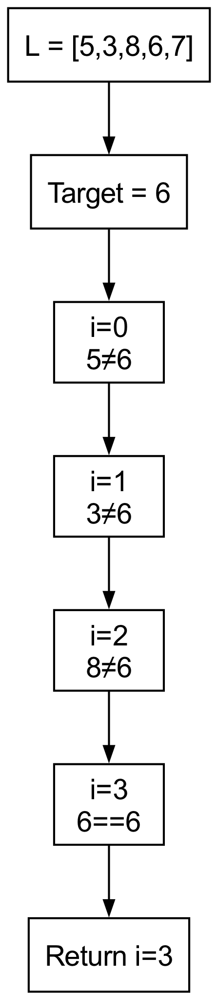 L = [5,3,8,6,7]
Target = 6
i=0
5≠6
i=1
3≠6
i=2
8≠6
i=3
6==6
Return i=3